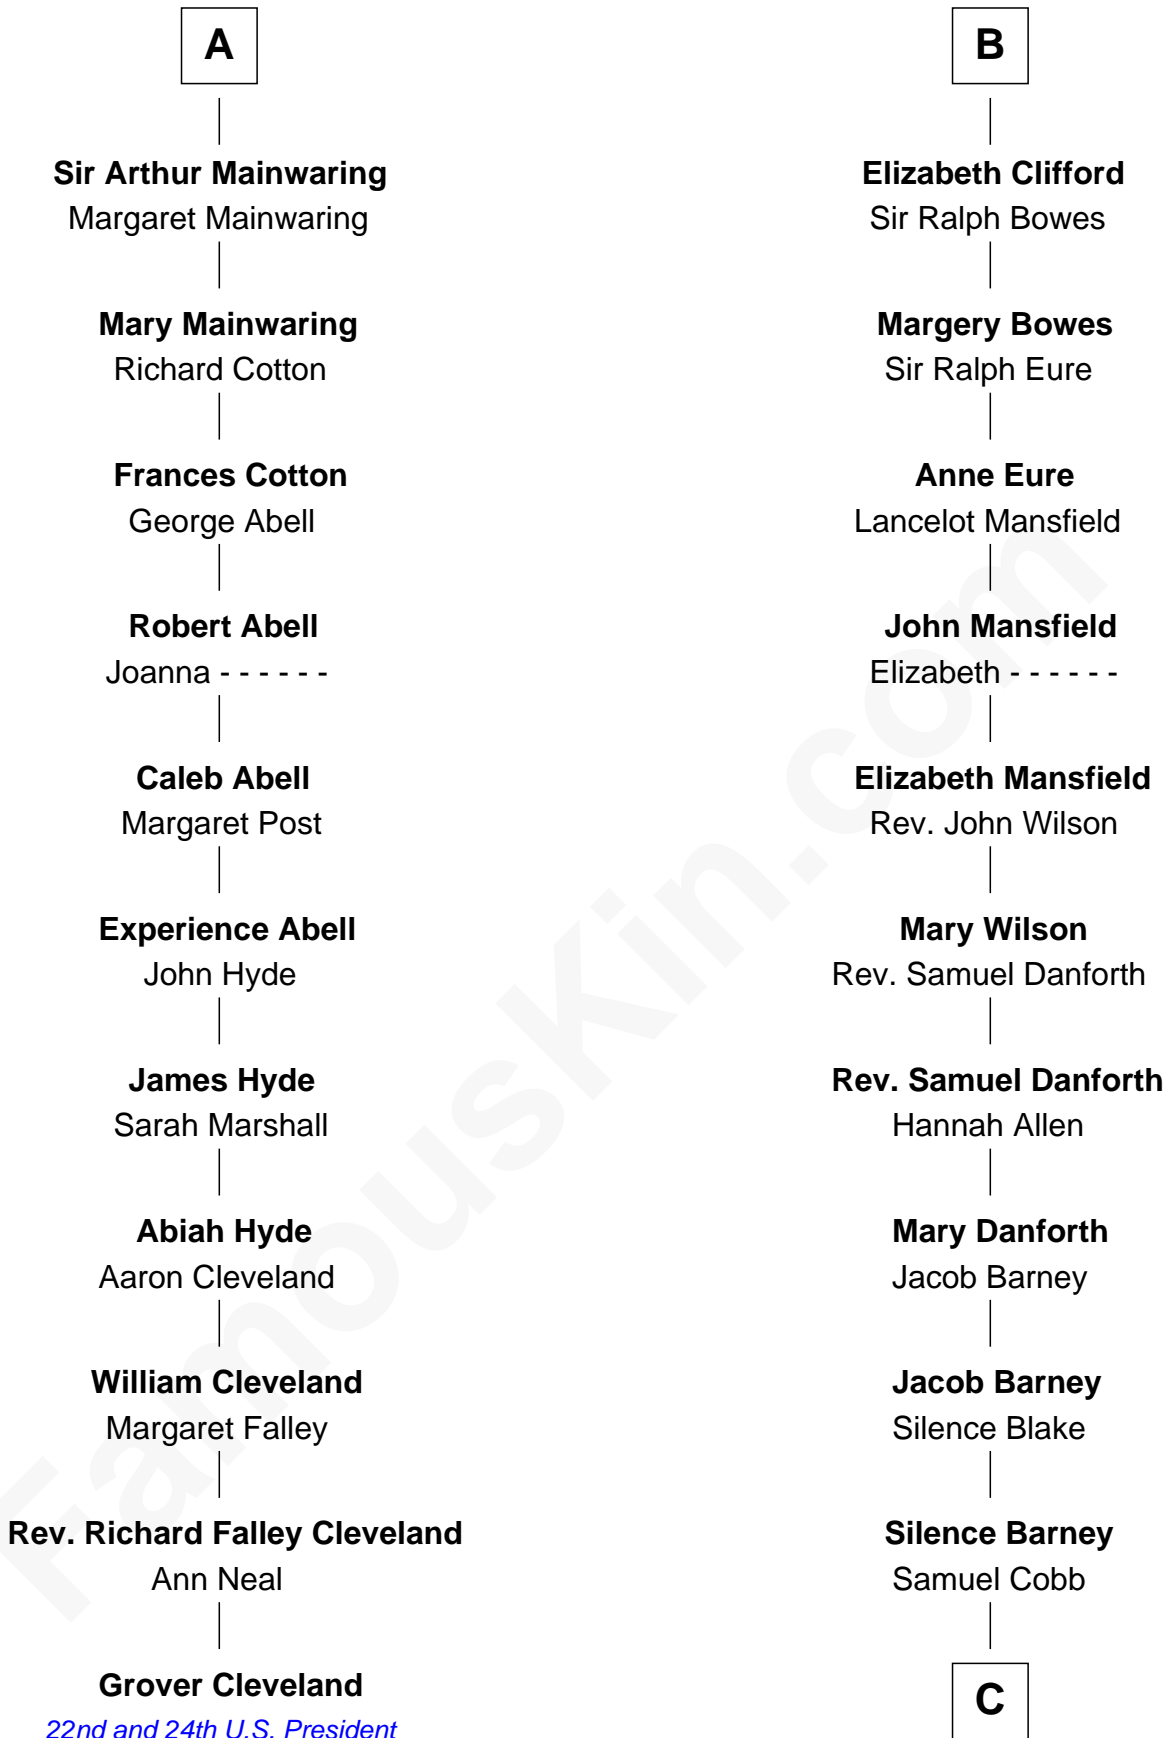 A
Sir Arthur Mainwaring
Margaret Mainwaring
Mary Mainwaring
Richard Cotton
Frances Cotton
George Abell
Robert Abell
Joanna - - - - - -
Caleb Abell
Margaret Post
Experience Abell
John Hyde
James Hyde
Sarah Marshall
Abiah Hyde
Aaron Cleveland
William Cleveland
Margaret Falley
Rev. Richard Falley Cleveland
Ann Neal
Grover Cleveland
22nd and 24th U.S. President
B
Elizabeth Clifford
Sir Ralph Bowes
Margery Bowes
Sir Ralph Eure
Anne Eure
Lancelot Mansfield
John Mansfield
Elizabeth - - - - - -
Elizabeth Mansfield
Rev. John Wilson
Mary Wilson
Rev. Samuel Danforth
Rev. Samuel Danforth
Hannah Allen
Mary Danforth
Jacob Barney
Jacob Barney
Silence Blake
Silence Barney
Samuel Cobb
C
FamousKin.com